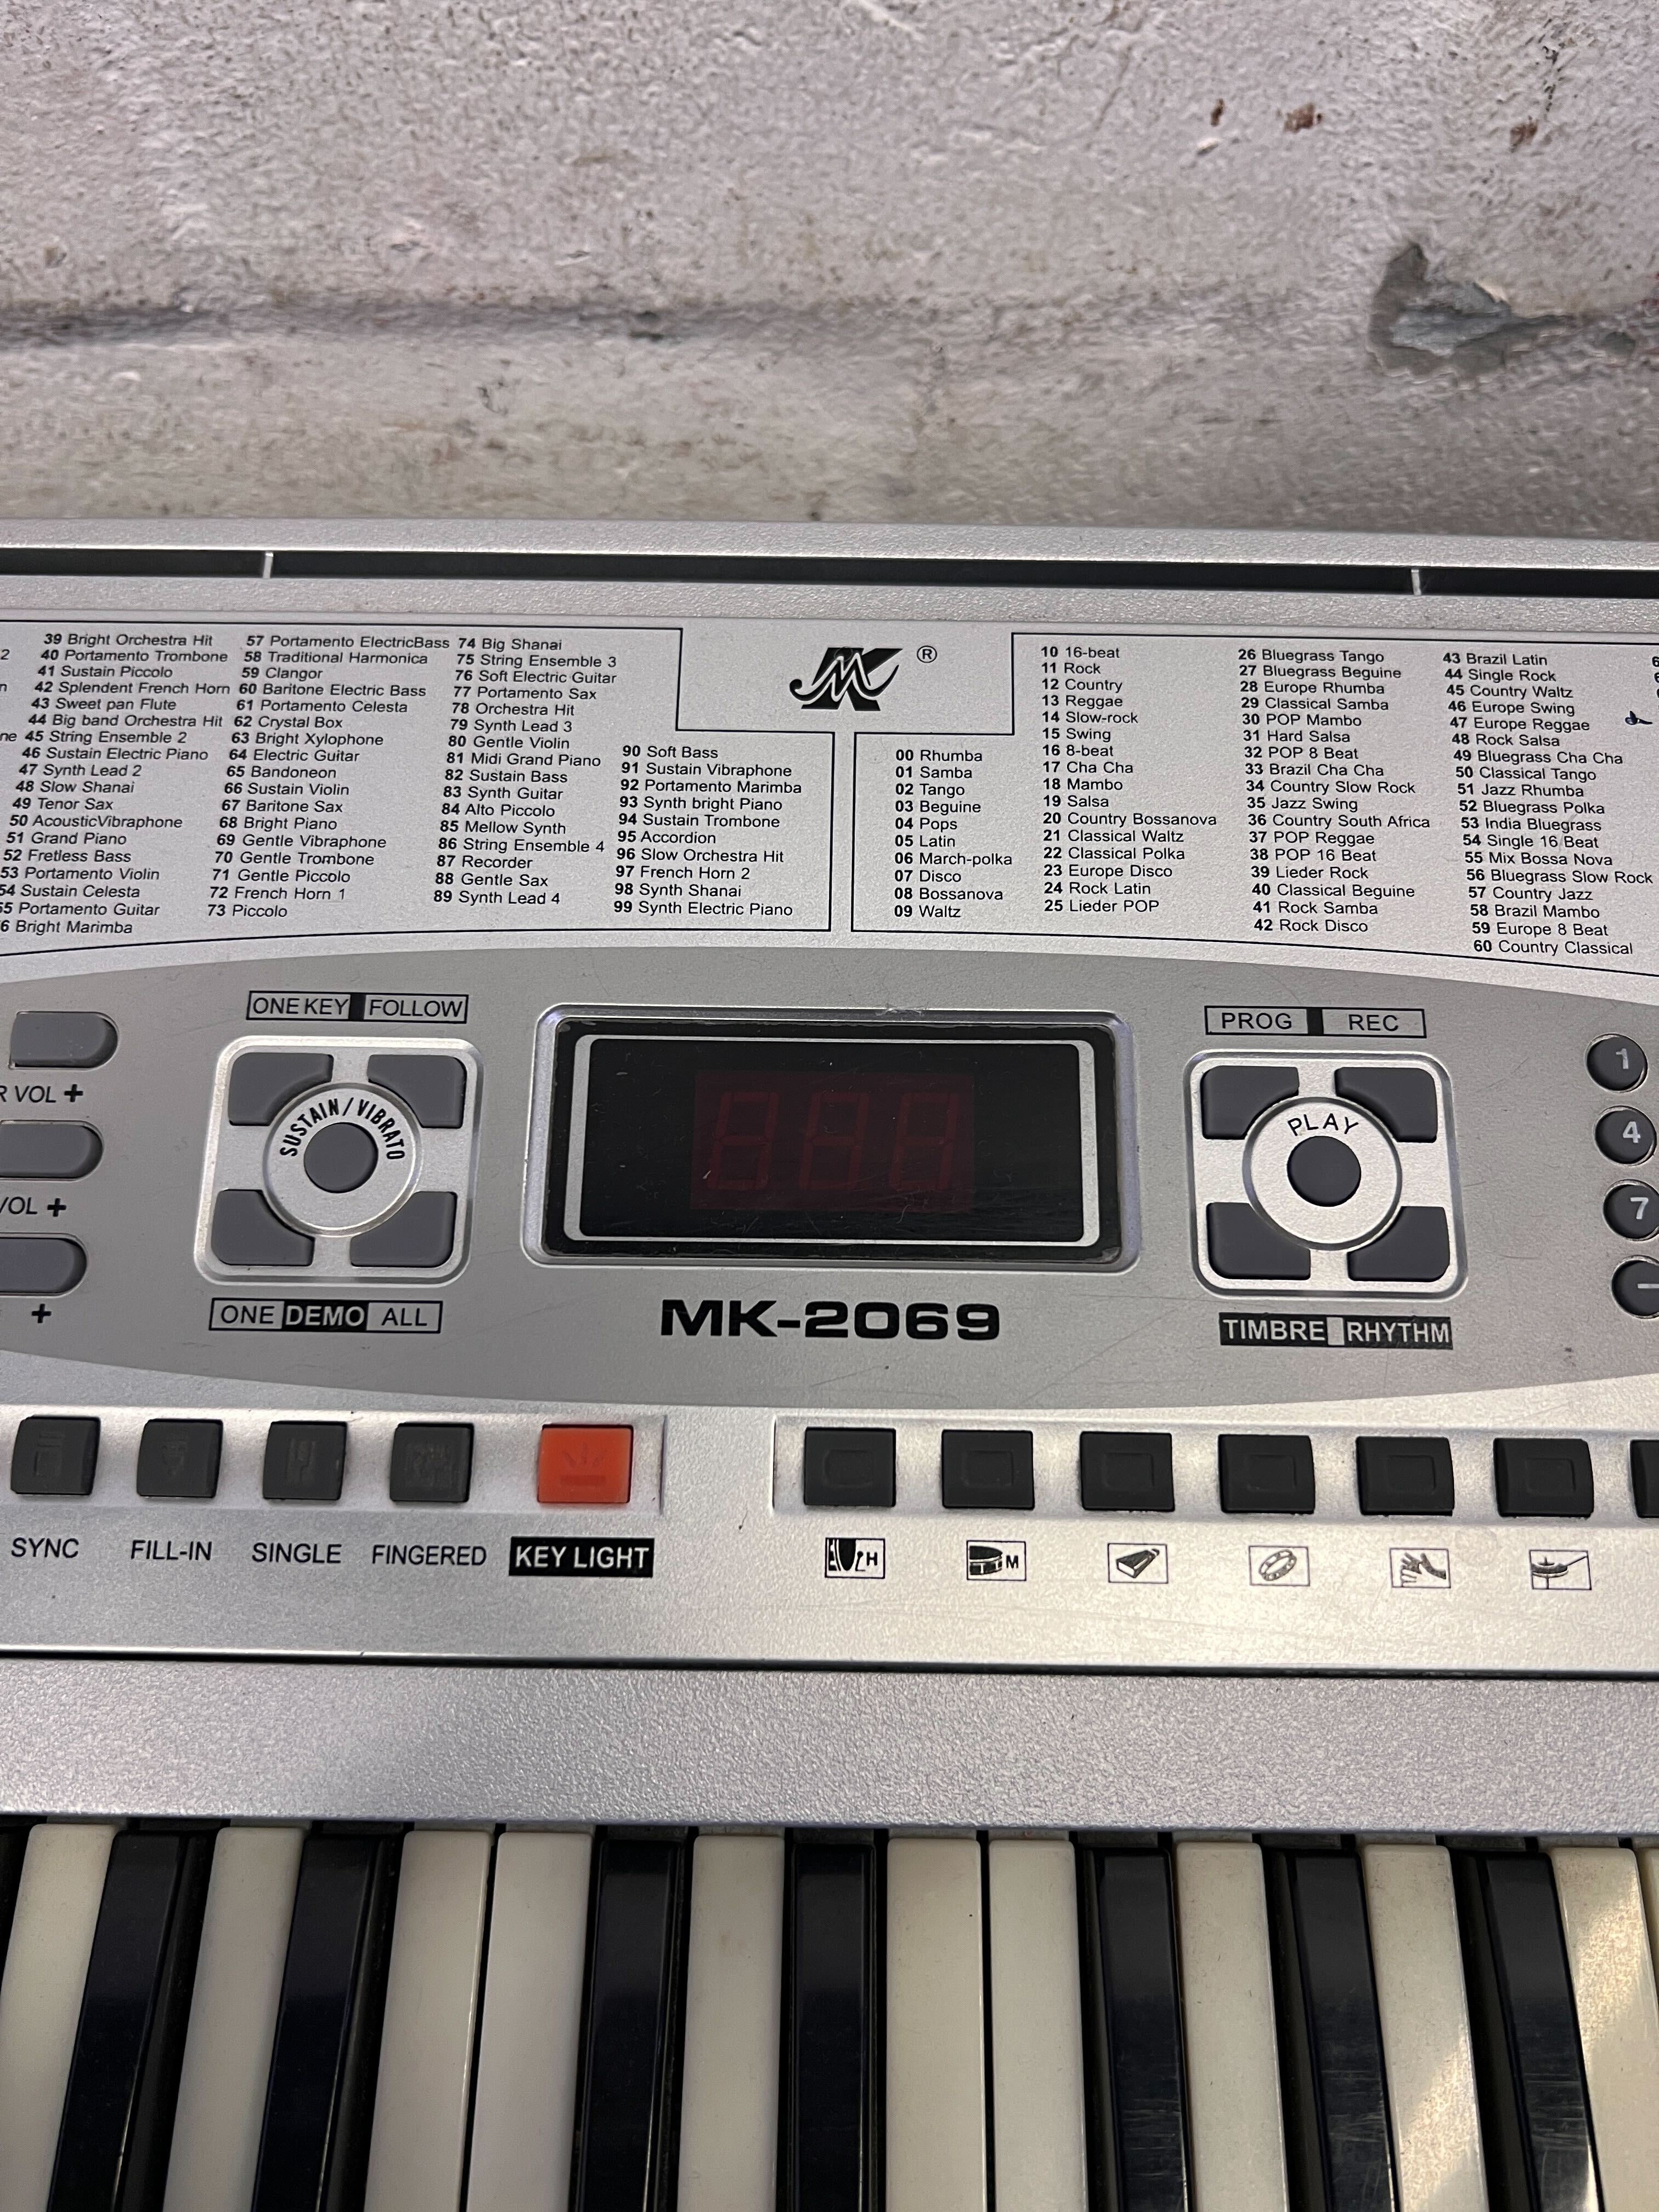 39 Bright Orchestra Hit
40 Portamento Trombone
41 Sustain Piccolo
42 Splendent French Horn
43 Sweet pan Flute
44 Big band Orchestra Hit
45 String Ensemble 2
46 Sustain Electric Piano
47 Synth Lead 2
48 Slow Shanai
49 Tenor Sax
50 AcousticVibraphone
51 Grand Piano
52 Fretless Bass
53 Portamento Violin
54 Sustain Celesta
55 Portamento Guitar
6 Bright Marimba
57 Portamento ElectricBass
58 Traditional Harmonica
59 Clangor
60 Baritone Electric Bass
61 Portamento Celesta
62 Crystal Box
63 Bright Xylophone
64 Electric Guitar
65 Bandoneon
66 Sustain Violin
67 Baritone Sax
68 Bright Piano
69 Gentle Vibraphone
70 Gentle Trombone
71 Gentle Piccolo
72 French Horn 1
73 Piccolo
74 Big Shanai
75 String Ensemble 3
76 Soft Electric Guitar
77 Portamento Sax
78 Orchestra Hit
79 Synth Lead 3
80 Gentle Violin
81 Midi Grand Piano
82 Sustain Bass
83 Synth Guitar
84 Alto Piccolo
85 Mellow Synth
86 String Ensemble 4
87 Recorder
88 Gentle Sax
89 Synth Lead 4
90 Soft Bass
91 Sustain Vibraphone
92 Portamento Marimba
93 Synth bright Piano
94 Sustain Trombone
95 Accordion
96 Slow Orchestra Hit
97 French Horn 2
98 Synth Shanai
99 Synth Electric Piano
MK ®
00 Rhumba
01 Samba
02 Tango
03 Beguine
04 Pops
05 Latin
06 March-polka
07 Disco
08 Bossanova
09 Waltz
10 16-beat
11 Rock
12 Country
13 Reggae
14 Slow-rock
15 Swing
16 8-beat
17 Cha Cha
18 Mambo
19 Salsa
20 Country Bossanova
21 Classical Waltz
22 Classical Polka
23 Europe Disco
24 Rock Latin
25 Lieder POP
26 Bluegrass Tango
27 Bluegrass Beguine
28 Europe Rhumba
29 Classical Samba
30 POP Mambo
31 Hard Salsa
32 POP 8 Beat
33 Brazil Cha Cha
34 Country Slow Rock
35 Jazz Swing
36 Country South Africa
37 POP Reggae
38 POP 16 Beat
39 Lieder Rock
40 Classical Beguine
41 Rock Samba
42 Rock Disco
43 Brazil Latin
44 Single Rock
45 Country Waltz
46 Europe Swing
47 Europe Reggae
48 Rock Salsa
49 Bluegrass Cha Cha
50 Classical Tango
51 Jazz Rhumba
52 Bluegrass Polka
53 India Bluegrass
54 Single 16 Beat
55 Mix Bossa Nova
56 Bluegrass Slow Rock
57 Country Jazz
58 Brazil Mambo
59 Europe 8 Beat
60 Country Classical
ONE KEY FOLLOW
SUSTAIN/VIBRATO
ONE DEMO ALL
R VOL +
VOL +
+
MK-2069
PROG REC
PLAY
TIMBRE RHYTHM
1
4
7
−
SYNC
FILL-IN
SINGLE
FINGERED
KEY LIGHT
H
M